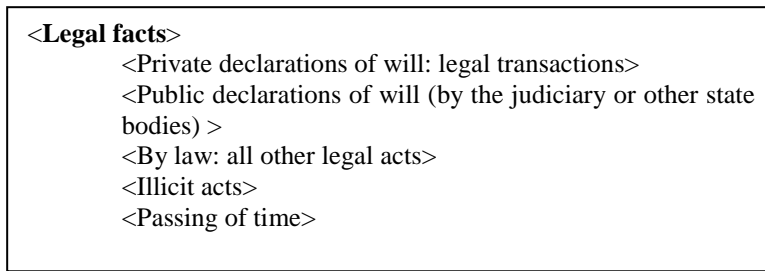 <Legal facts>
<Private declarations of will: legal transactions>
<Public declarations of will (by the judiciary or other state
bodies) >
<By law: all other legal acts>
<Illicit acts>
<Passing of time>